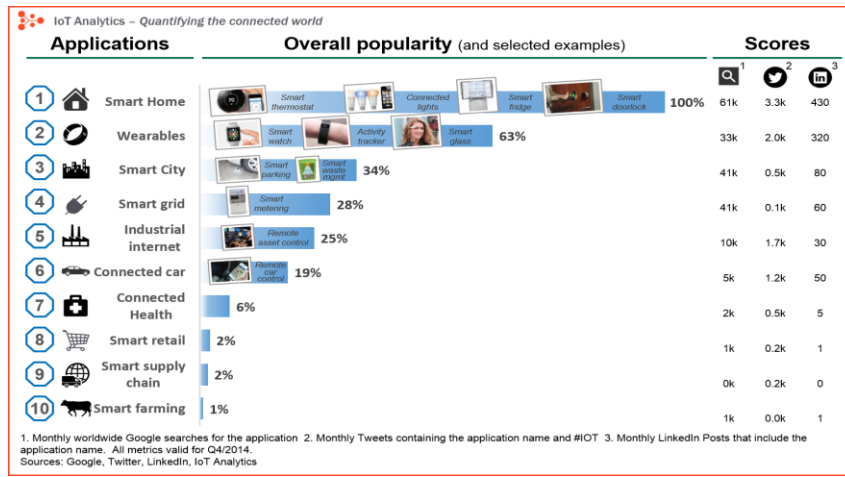 IoT Analytics – Quantifying the connected world
Applications
Overall popularity (and selected examples)
Scores
1 2 3
1 Smart Home Smart thermostat Connected lights Smart fridge Smart doorlock 100% 61k 3.3k 430
2 Wearables Smart watch Activity tracker Smart glass 63% 33k 2.0k 320
3 Smart City Smart parking Smart waste mgmt 34% 41k 0.5k 80
4 Smart grid Smart metering 28% 41k 0.1k 60
5 Industrial internet Remote asset control 25% 10k 1.7k 30
6 Connected car Remote car control 19% 5k 1.2k 50
7 Connected Health 6% 2k 0.5k 5
8 Smart retail 2% 1k 0.2k 1
9 Smart supply chain 2% 0k 0.2k 0
10 Smart farming 1% 1k 0.0k 1
1. Monthly worldwide Google searches for the application 2. Monthly Tweets containing the application name and #IOT 3. Monthly LinkedIn Posts that include the
application name. All metrics valid for Q4/2014.
Sources: Google, Twitter, LinkedIn, IoT Analytics